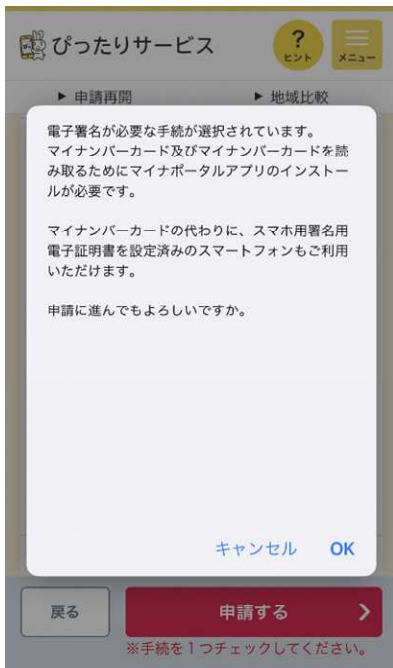 ぴったりサービス
?
ヒント
メニュー
▶ 申請再開
▶ 地域比較
電子署名が必要な手続が選択されています。
マイナンバーカード及びマイナンバーカードを読
み取るためにマイナポータルアプリのインストー
ルが必要です。
マイナンバーカードの代わりに、スマホ用署名用
電子証明書を設定済みのスマートフォンもご利用
いただけます。
申請に進んでもよろしいですか。
キャンセル
OK
戻る
申請する
※手続を1つチェックしてください。